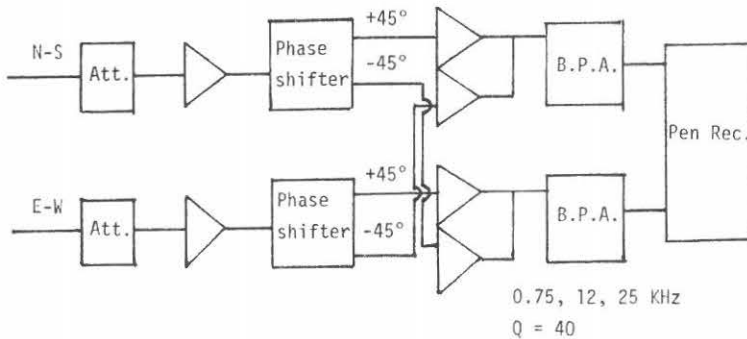 N-S
Att.
Phase
shifter
+45°
-45°
B.P.A.
Pen Rec.
E-W
Att.
Phase
shifter
+45°
-45°
B.P.A.
0.75, 12, 25 KHz
Q = 40